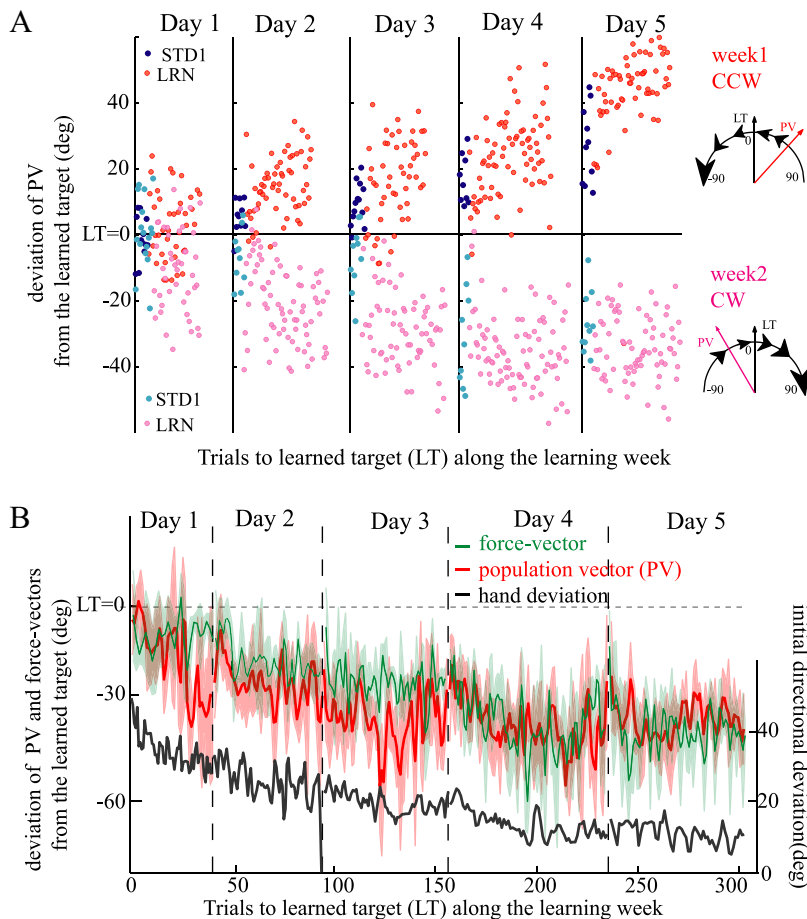 A
Day 1 Day 2 Day 3 Day 4 Day 5
STD1
LRN
deviation of PV
from the learned target (deg)
40
20
LT=0
-20
-40
STD1
LRN
Trials to learned target (LT) along the learning week
week1
CCW
LT
PV
0
-90 90
week2
CW
LT
PV
0
-90 90
B
Day 1 Day 2 Day 3 Day 4 Day 5
force-vector
population vector (PV)
hand deviation
deviation of PV and force-vectors
from the learned target (deg)
LT=0
-30
-60
initial directional deviation(deg)
40
20
0
0 50 100 150 200 250 300
Trials to learned target (LT) along the learning week